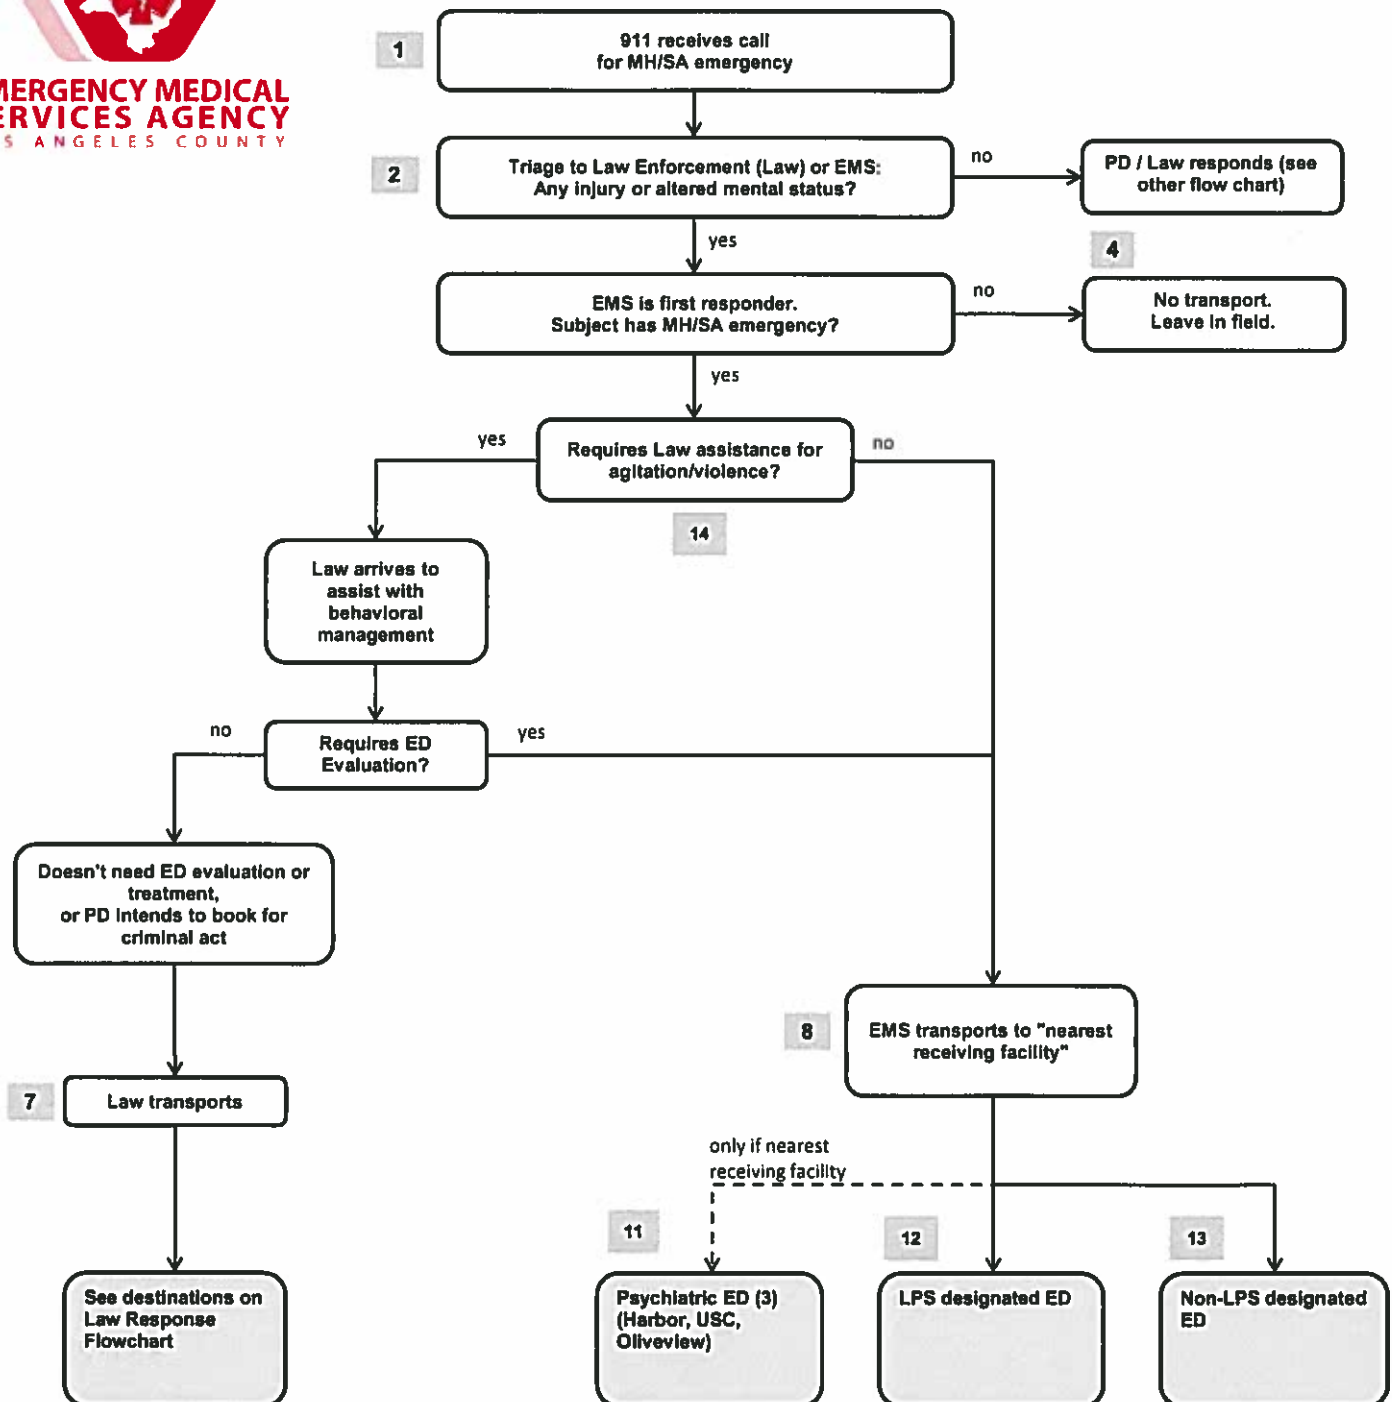 1
911 receives call
for MH/SA emergency
EMERGENCY MEDICAL
SERVICES AGENCY
LOS ANGELES COUNTY
2
Triage to Law Enforcement (Law) or EMS:
Any injury or altered mental status?
no
PD / Law responds (see
other flow chart)
yes
4
EMS is first responder.
Subject has MH/SA emergency?
no
No transport.
Leave in field.
yes
yes
Requires Law assistance for
agitation/violence?
no
14
Law arrives to
assist with
behavioral
management
no
Requires ED
Evaluation?
yes
Doesn't need ED evaluation or
treatment,
or PD intends to book for
criminal act
8
EMS transports to "nearest
receiving facility"
7
Law transports
only if nearest
receiving facility
11
12
13
See destinations on
Law Response
Flowchart
Psychiatric ED (3)
(Harbor, USC,
Oliveview)
LPS designated ED
Non-LPS designated
ED